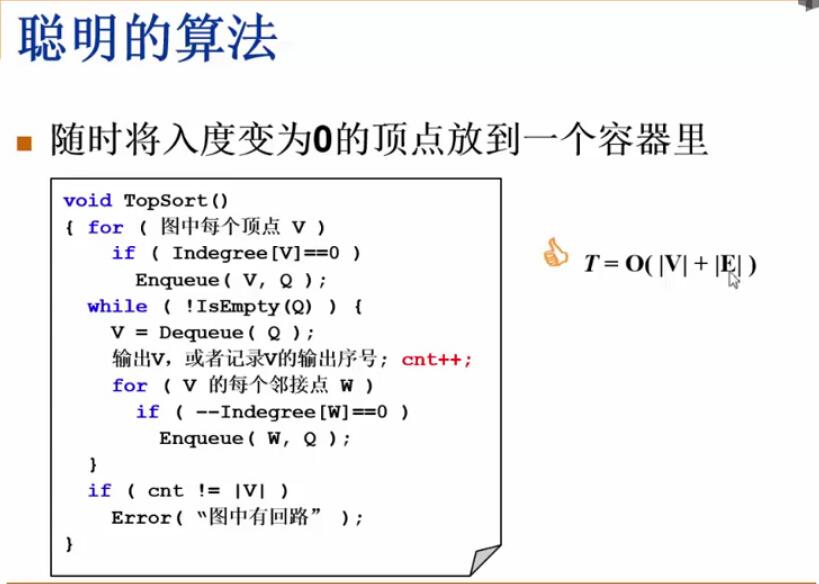 聪明的算法
随时将入度变为0的顶点放到一个容器里
void TopSort()
{ for ( 图中每个顶点 V )
if ( Indegree[V]==0 )
Enqueue( V, Q );
while ( !IsEmpty(Q) ) {
V = Dequeue( Q );
输出V，或者记录V的输出序号; cnt++;
for ( V 的每个邻接点 W )
if ( --Indegree[W]==0 )
Enqueue( W, Q );
}
if ( cnt != |V| )
Error( “图中有回路” );
}
T = O( |V| + |E| )